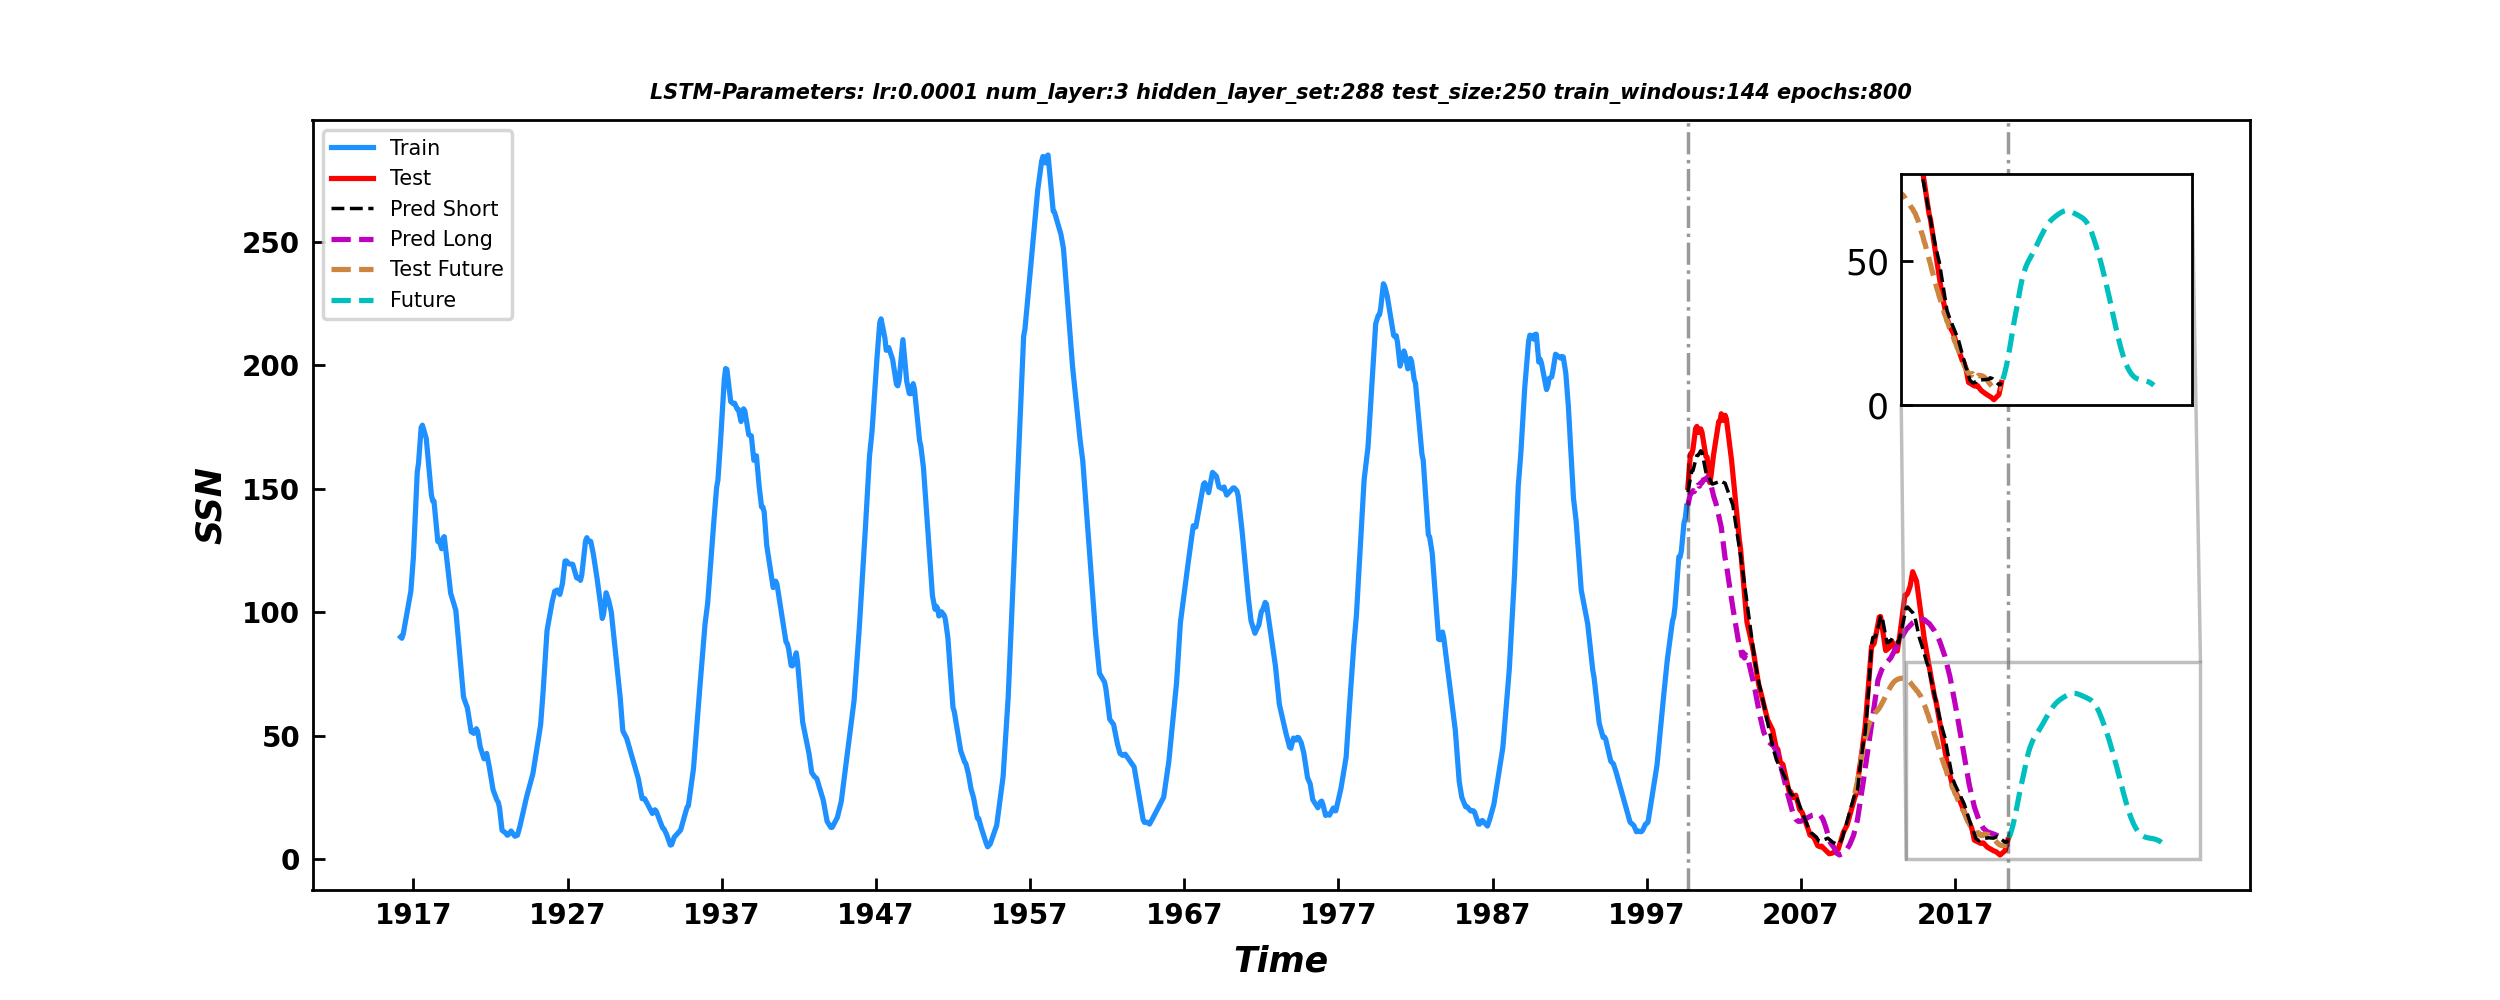 LSTM-Parameters: lr:0.0001 num_layer:3 hidden_layer_set:288 test_size:250 train_windous:144 epochs:800
Train
Test
Pred Short
Pred Long
Test Future
Future
250
200
150
100
50
0
SSN
50
0
1917 1927 1937 1947 1957 1967 1977 1987 1997 2007 2017
Time